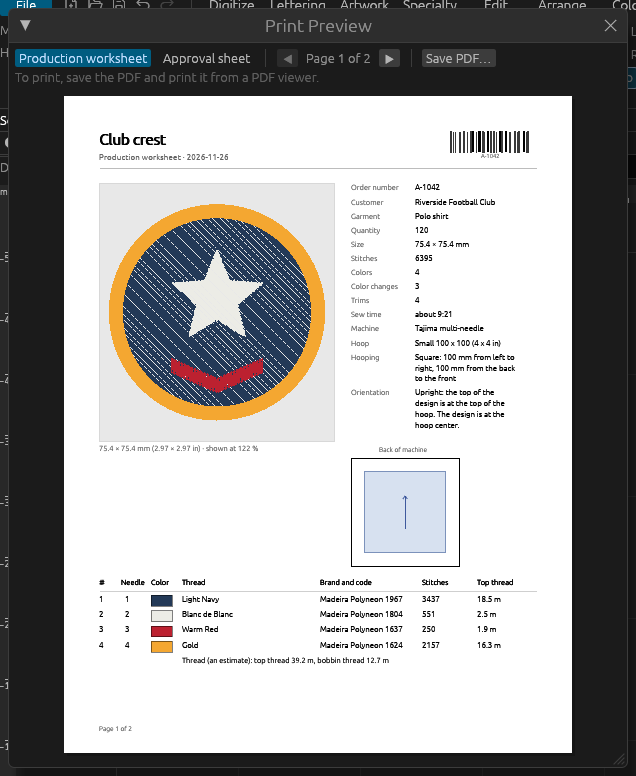 File
Digitize
Lettering
Artwork
Specialty
Edit
Arrange
Print Preview
Production worksheet
Approval sheet
Page 1 of 2
Save PDF...
To print, save the PDF and print it from a PDF viewer.
Club crest
Production worksheet · 2026-11-26
A-1042
Order number A-1042
Customer Riverside Football Club
Garment Polo shirt
Quantity 120
Size 75.4 × 75.4 mm
Stitches 6395
Colors 4
Color changes 3
Trims 4
Sew time about 9:21
Machine Tajima multi-needle
Hoop Small 100 x 100 (4 x 4 in)
Hooping Square: 100 mm from left to
right, 100 mm from the back
to the front
Orientation Upright: the top of the
design is at the top of the
hoop. The design is at the
hoop center.
75.4 × 75.4 mm (2.97 × 2.97 in) · shown at 122 %
Back of machine
# Needle Color Thread Brand and code Stitches Top thread
1 1 Light Navy Madeira Polyneon 1967 3437 18.5 m
2 2 Blanc de Blanc Madeira Polyneon 1804 551 2.5 m
3 3 Warm Red Madeira Polyneon 1637 250 1.9 m
4 4 Gold Madeira Polyneon 1624 2157 16.3 m
Thread (an estimate): top thread 39.2 m, bobbin thread 12.7 m
Page 1 of 2